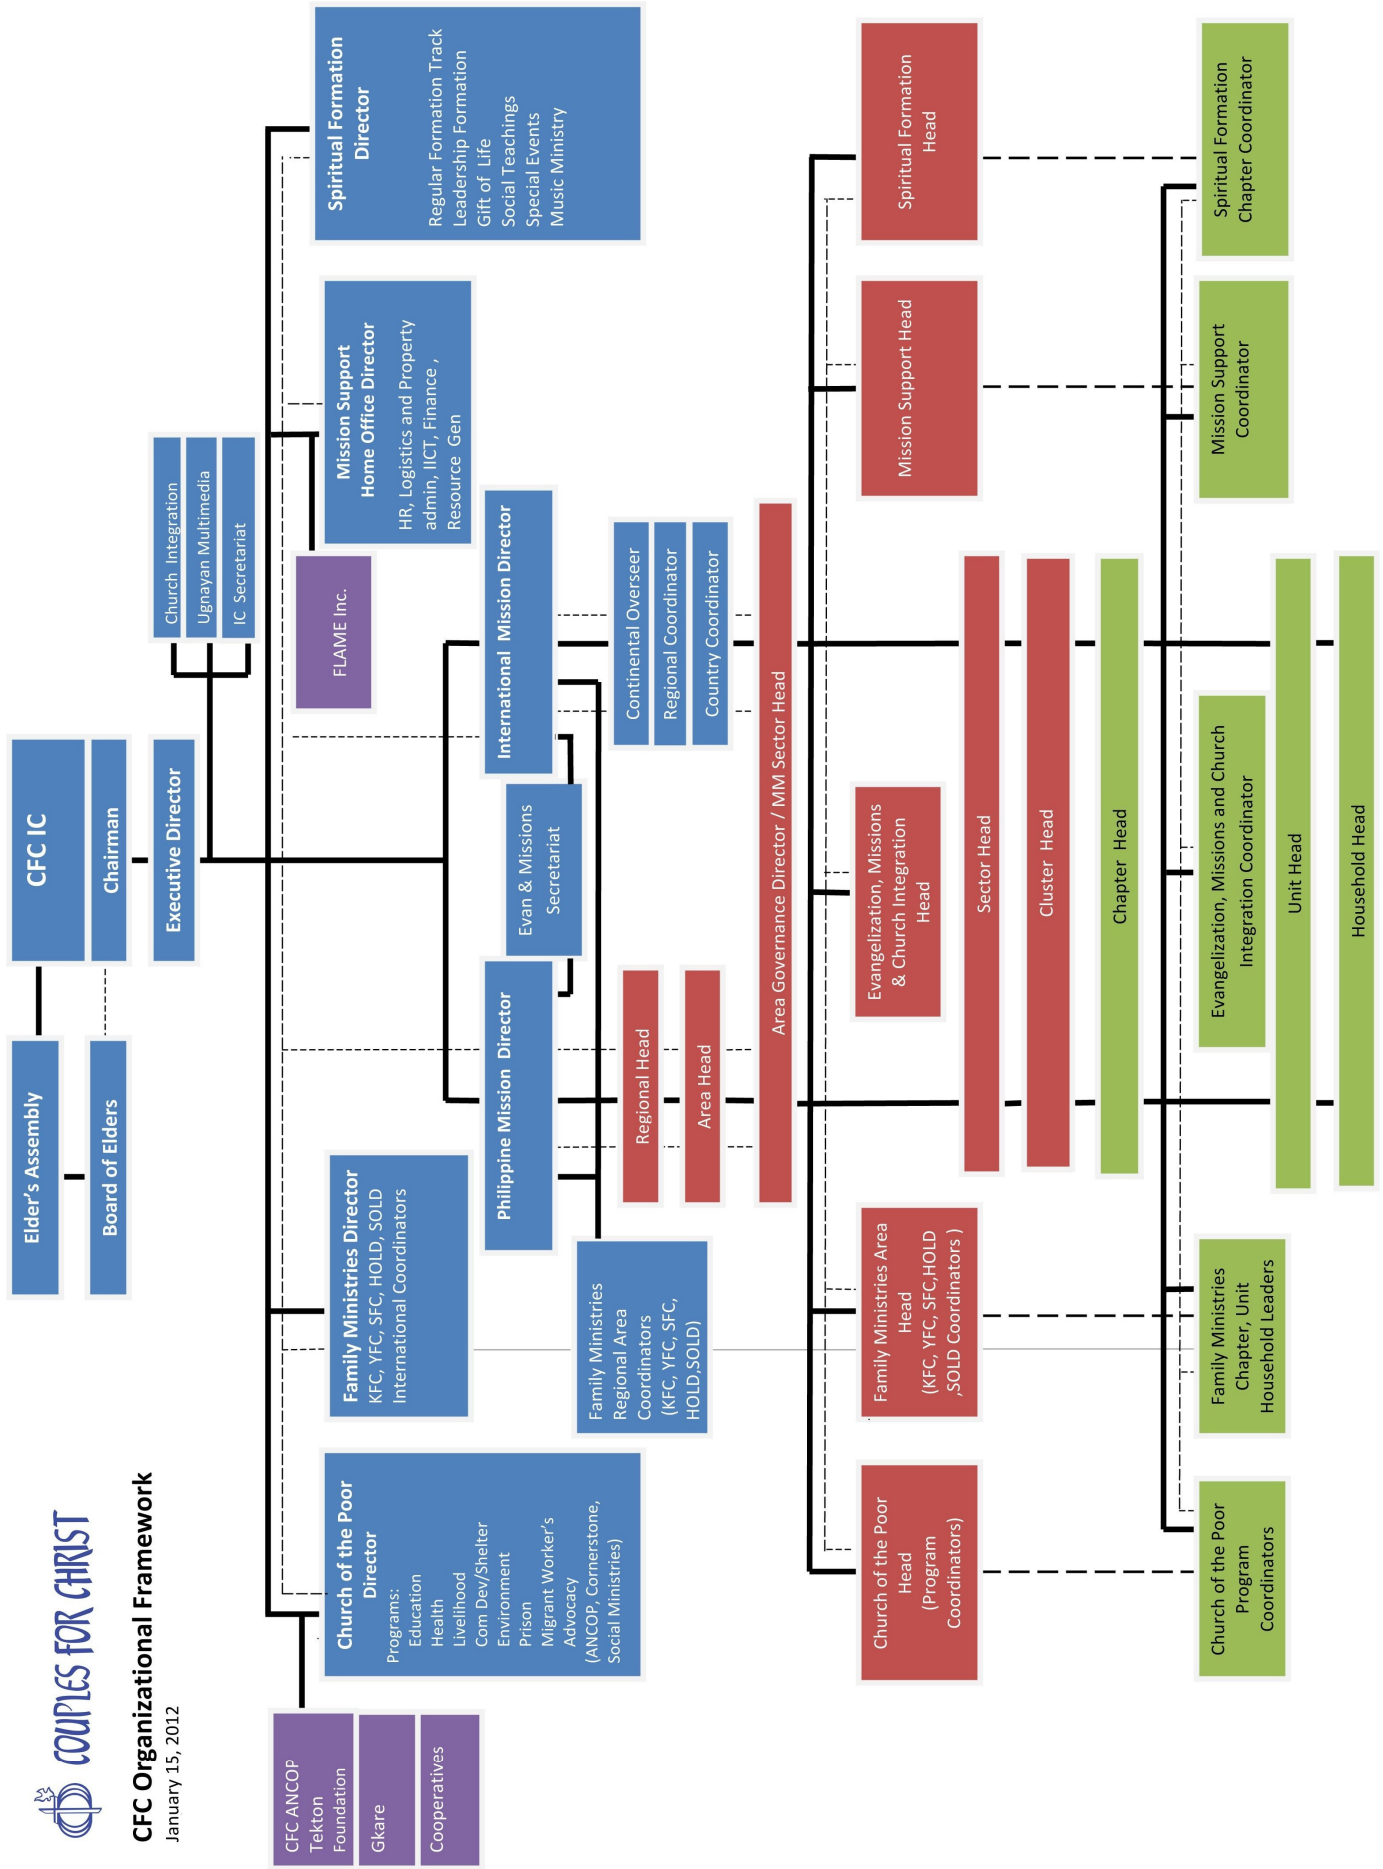 COUPLES FOR CHRIST
CFC Organizational Framework
January 15, 2012
Elder's Assembly
Board of Elders
CFC IC
Chairman
Executive Director
Church Integration
Ugnayan Multimedia
IC Secretariat
CFC ANCOP
Tekton
Foundation
Gkare
Cooperatives
Church of the Poor
Director
Programs:
Education
Health
Livelihood
Com Dev/Shelter
Environment
Prison
Migrant Worker's
Advocacy
(ANCOP, Cornerstone,
Social Ministries)
Family Ministries Director
KFC, YFC, SFC, HOLD, SOLD
International Coordinators
FLAME Inc.
Mission Support
Home Office Director
HR, Logistics and Property
admin, IICT, Finance ,
Resource Gen
Spiritual Formation
Director
Regular Formation Track
Leadership Formation
Gift of Life
Social Teachings
Special Events
Music Ministry
Philippine Mission Director
Evan & Missions
Secretariat
International Mission Director
Family Ministries
Regional Area
Coordinators
(KFC, YFC, SFC,
HOLD,SOLD)
Regional Head
Area Head
Continental Overseer
Regional Coordinator
Country Coordinator
Area Governance Director / MM Sector Head
Church of the Poor
Head
(Program
Coordinators)
Family Ministries Area
Head
(KFC, YFC, SFC,HOLD
,SOLD Coordinators )
Evangelization, Missions
& Church Integration
Head
Mission Support Head
Spiritual Formation
Head
Sector Head
Cluster Head
Chapter Head
Church of the Poor
Program
Coordinators
Family Ministries
Chapter, Unit
Household Leaders
Evangelization, Missions and Church
Integration Coordinator
Mission Support
Coordinator
Spiritual Formation
Chapter Coordinator
Unit Head
Household Head